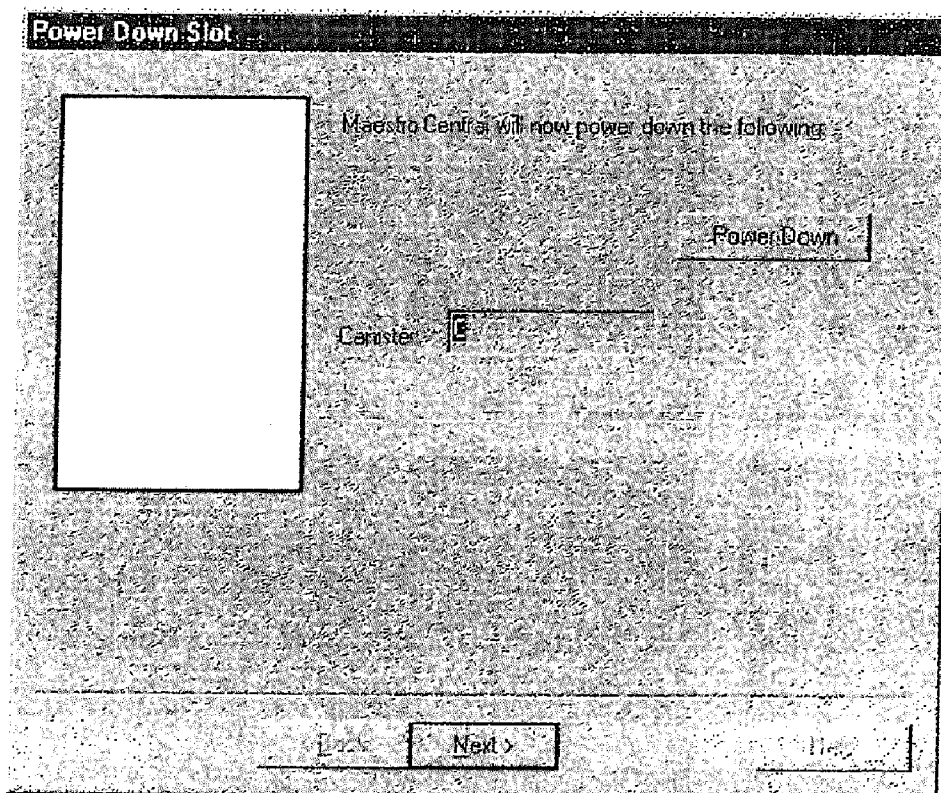 Power Down Slot
Maestro Central will now power down the following:
Power Down
Canister
Next >